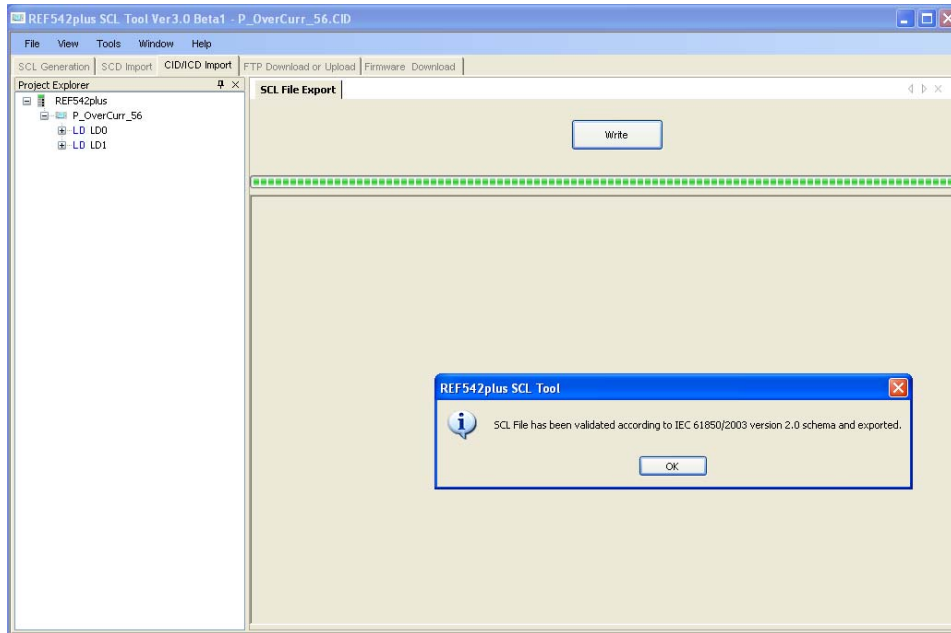 REF542plus SCL Tool Ver3.0 Beta1 - P_OverCurr_56.CID
File View Tools Window Help
SCL Generation SCD Import CID/ICD Import FTP Download or Upload Firmware Download
Project Explorer
SCL File Export
REF542plus
P_OverCurr_56
LD LD0
LD LD1
Write
REF542plus SCL Tool
SCL File has been validated according to IEC 61850/2003 version 2.0 schema and exported.
OK